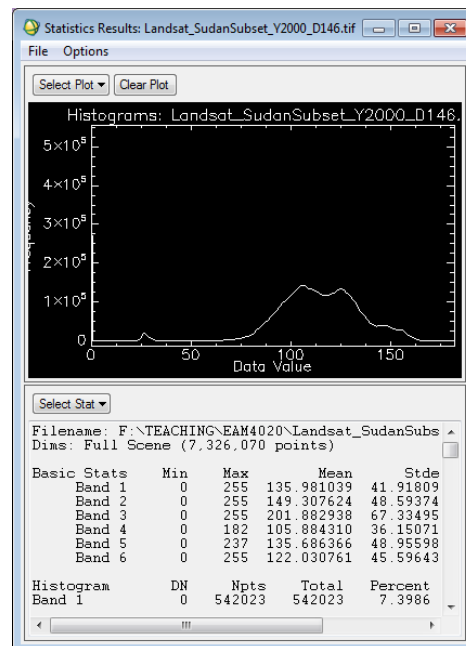 Statistics Results: Landsat_SudanSubset_Y2000_D146.tif
File Options
Select Plot Clear Plot
Histograms: Landsat_SudanSubset_Y2000_D146.
5×10⁵
4×10⁵
3×10⁵
2×10⁵
1×10⁵
0
Frequency
0 50 100 150
Data Value
Select Stat
Filename: F:\TEACHING\EAM4020\Landsat_SudanSubs
Dims: Full Scene (7,326,070 points)
Basic Stats Min Max Mean Stde
Band 1 0 255 135.981039 41.91809
Band 2 0 255 149.307624 48.59374
Band 3 0 255 201.882938 67.33495
Band 4 0 182 105.884310 36.15071
Band 5 0 237 135.686366 48.95598
Band 6 0 255 122.030761 45.59643
Histogram DN Npts Total Percent
Band 1 0 542023 542023 7.3986